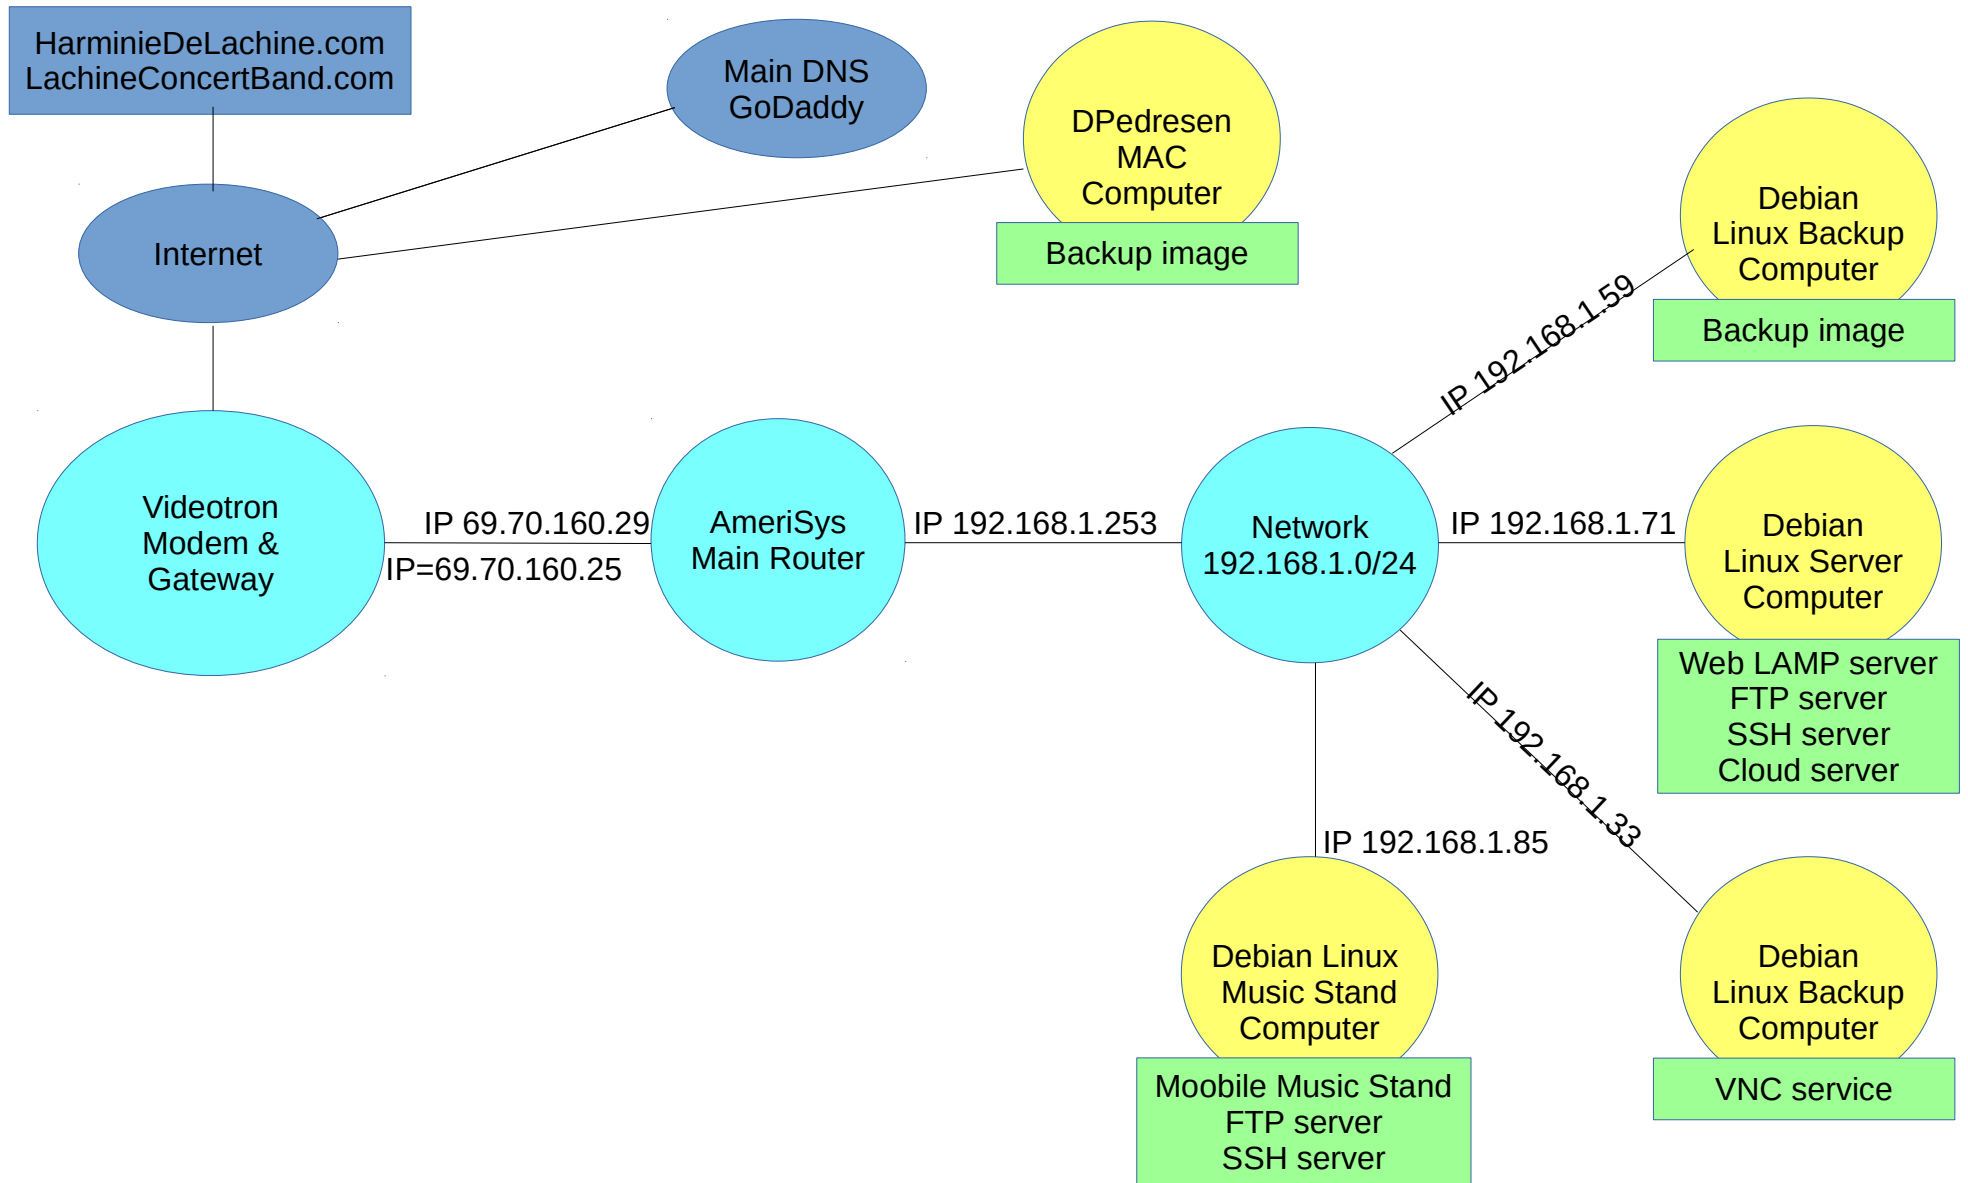 HarminieDeLachine.com
LachineConcertBand.com
Main DNS
GoDaddy
DPedresen
MAC
Computer
Backup image
Debian
Linux Backup
Computer
Backup image
Internet
IP 192.168.1.59
Videotron
Modem &
Gateway
IP 69.70.160.29
IP=69.70.160.25
AmeriSys
Main Router
IP 192.168.1.253
Network
192.168.1.0/24
IP 192.168.1.71
Debian
Linux Server
Computer
Web LAMP server
FTP server
SSH server
Cloud server
IP 192.168.1.33
IP 192.168.1.85
Debian Linux
Music Stand
Computer
Moobile Music Stand
FTP server
SSH server
Debian
Linux Backup
Computer
VNC service